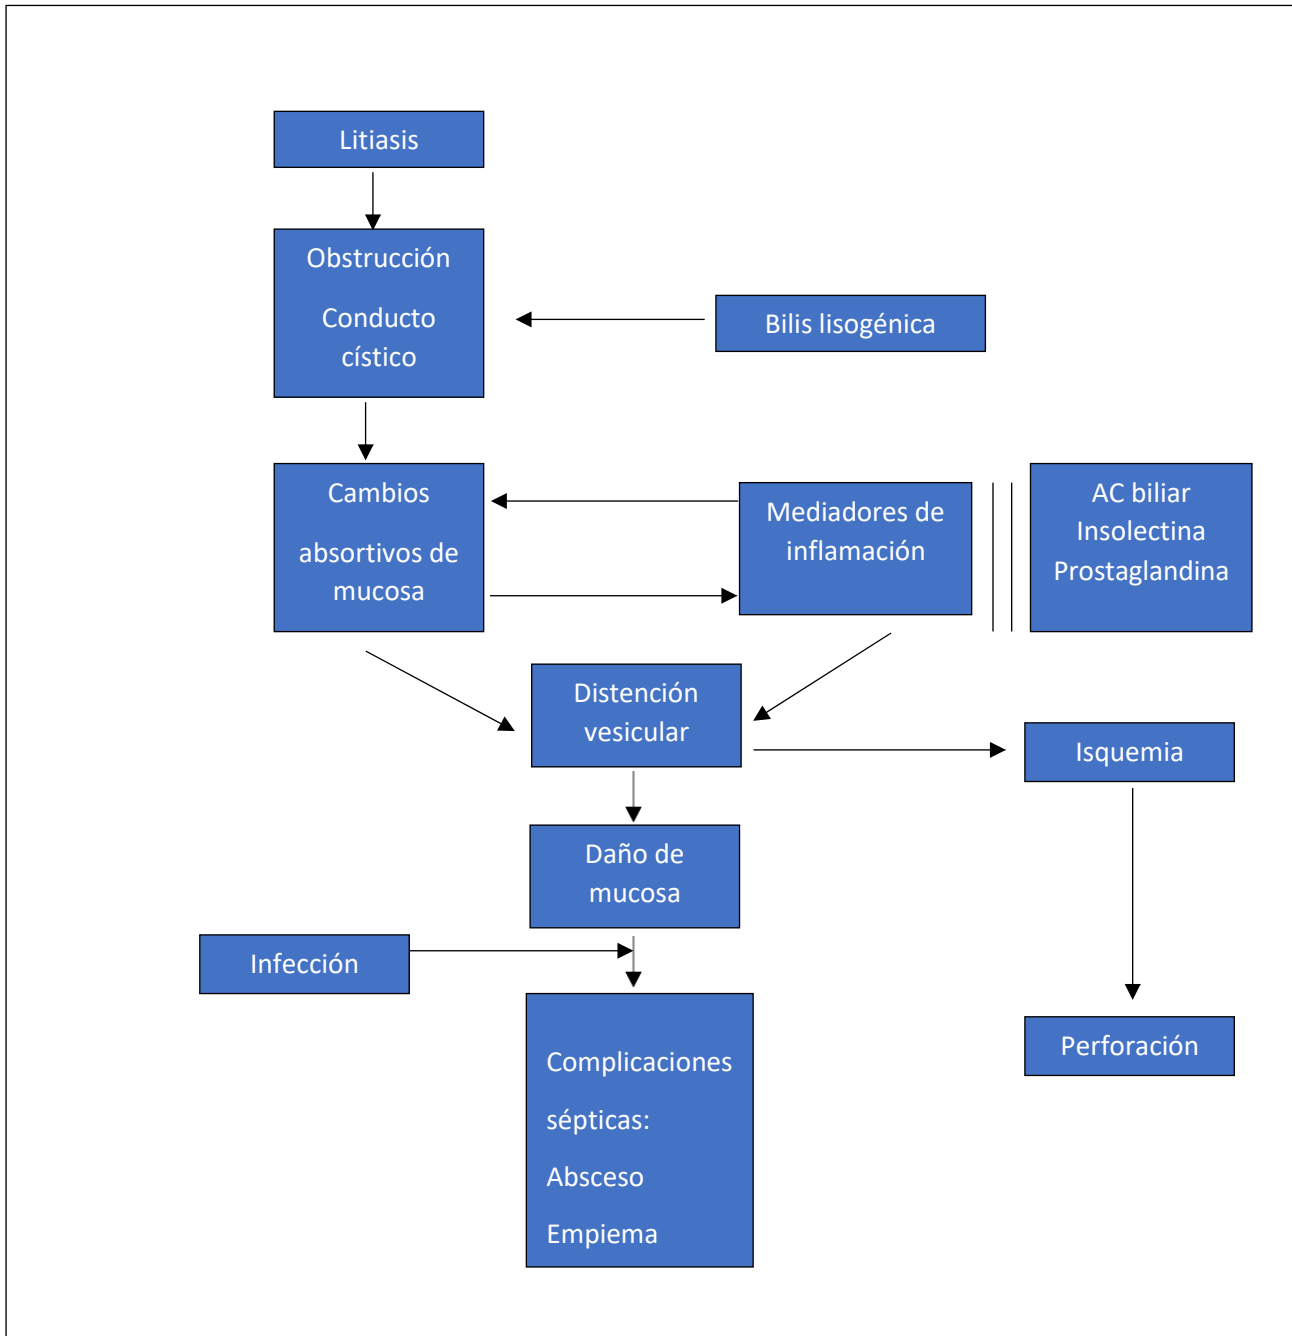 Litiasis
Obstrucción
Conducto
cístico
Bilis lisogénica
Cambios
absortivos de
mucosa
Mediadores de
inflamación
AC biliar
Insolectina
Prostaglandina
Distención
vesicular
Isquemia
Daño de
mucosa
Infección
Complicaciones
sépticas:
Absceso
Empiema
Perforación